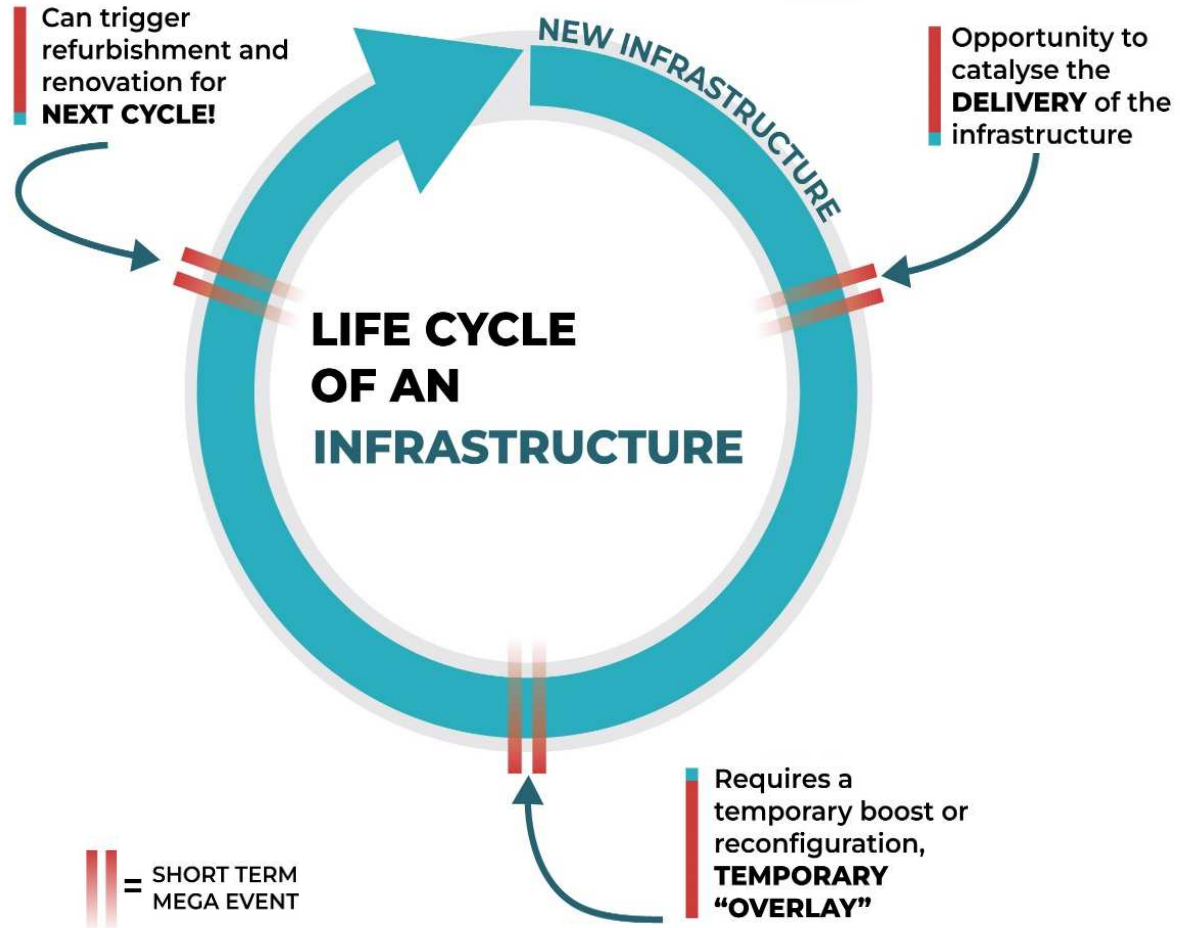 Can trigger
refurbishment and
renovation for
NEXT CYCLE!
NEW INFRASTRUCTURE
Opportunity to
catalyse the
DELIVERY of the
infrastructure
LIFE CYCLE
OF AN
INFRASTRUCTURE
Requires a
temporary boost or
reconfiguration,
TEMPORARY
“OVERLAY”
= SHORT TERM
MEGA EVENT